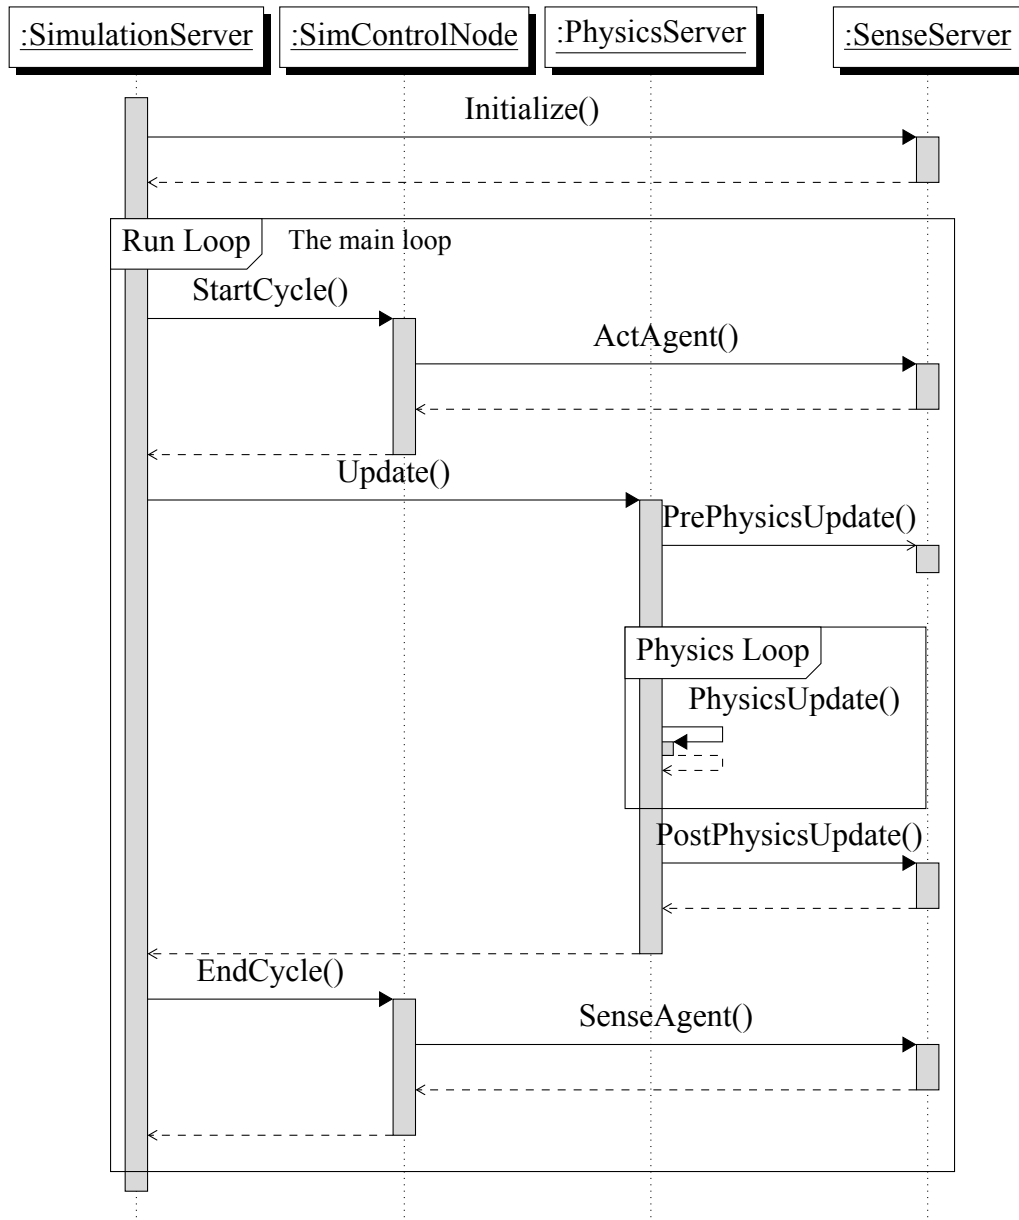 :SimulationServer :SimControlNode :PhysicsServer :SenseServer
Initialize()
Run Loop The main loop
StartCycle()
ActAgent()
Update()
PrePhysicsUpdate()
Physics Loop
PhysicsUpdate()
PostPhysicsUpdate()
EndCycle()
SenseAgent()